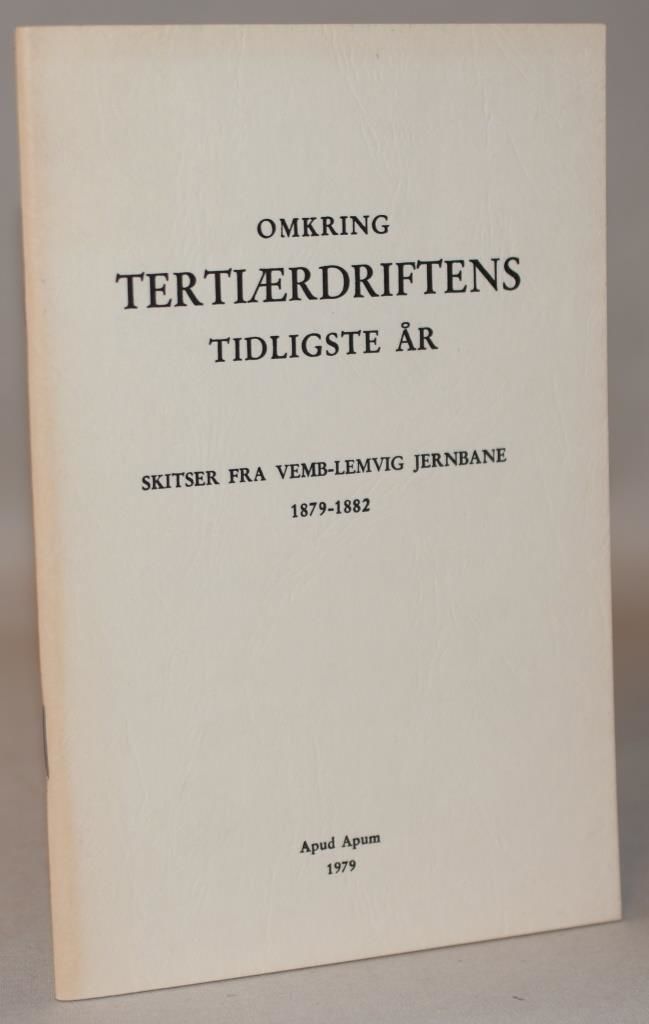 OMKRING
TERTIÆRDRIFTENS
TIDLIGSTE ÅR
SKITSER FRA VEMB-LEMVIG JERNBANE
1879-1882
Apud Apum
1979